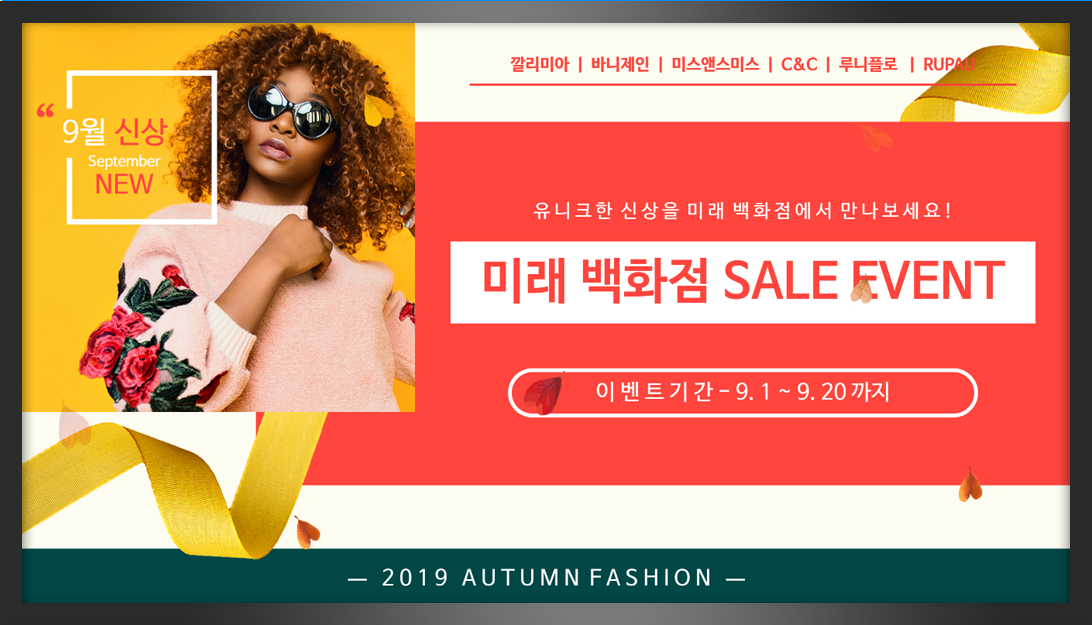 깔리미아 | 바니제인 | 미스앤스미스 | C&C | 루니플로 | RUPAU
“
9월 신상
September
NEW
유니크한 신상을 미래 백화점에서 만나보세요!
미래 백화점 SALE EVENT
이벤트기간 - 9. 1 ~ 9. 20 까지
— 2019 AUTUMN FASHION —